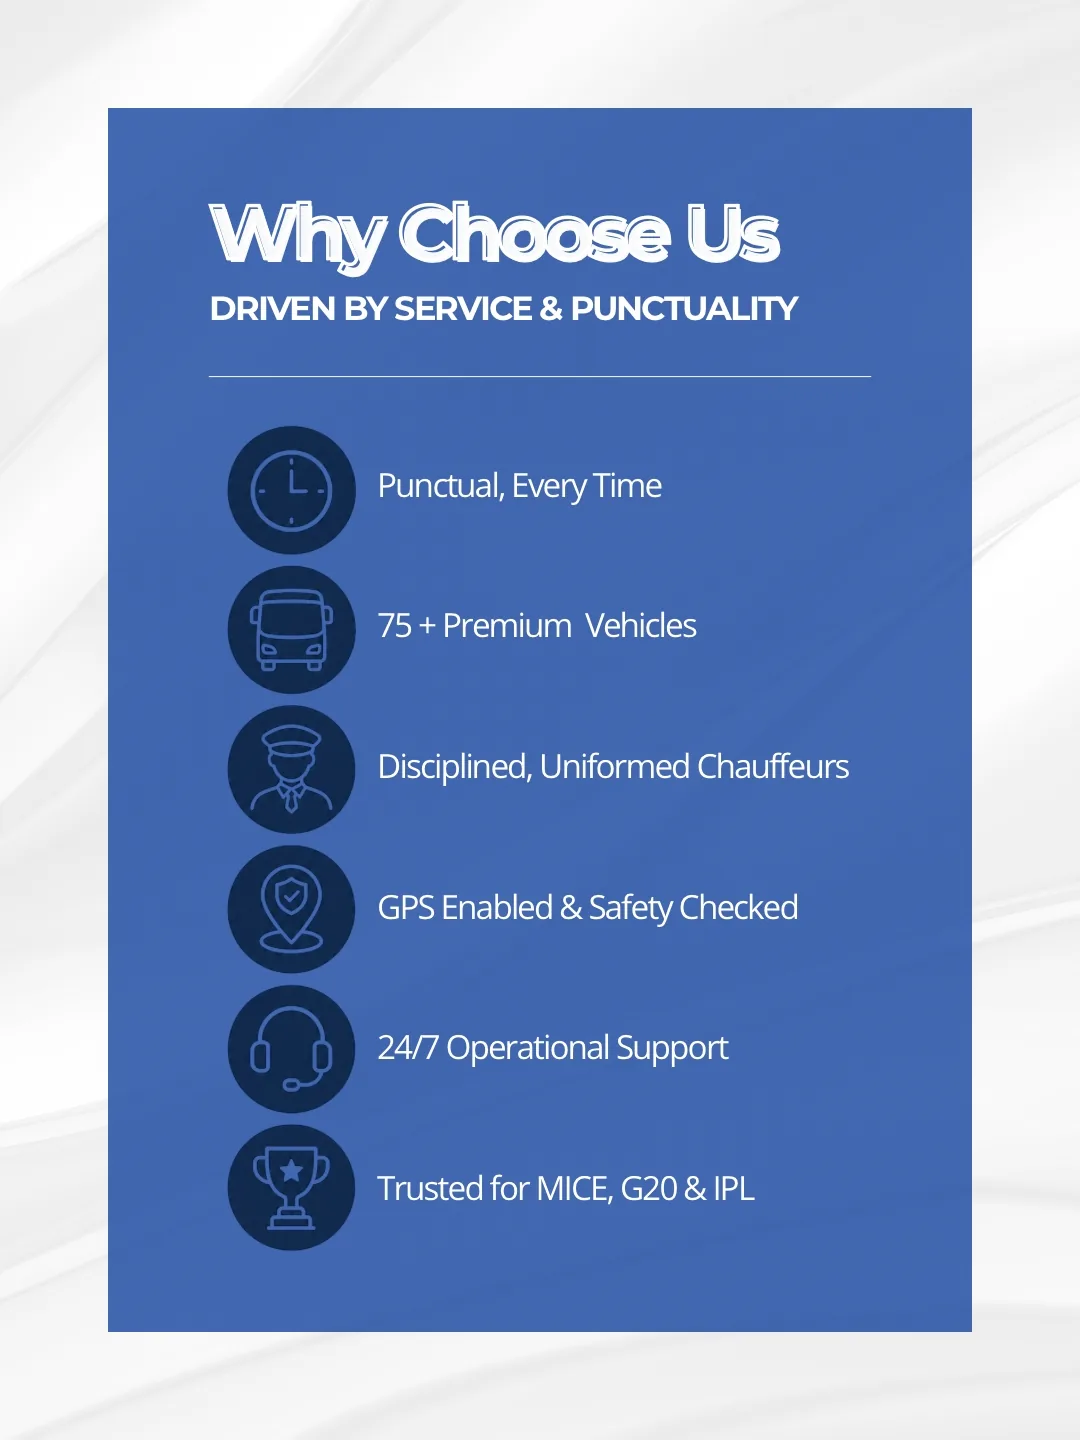 Why Choose Us
DRIVEN BY SERVICE & PUNCTUALITY
Punctual, Every Time
75 + Premium  Vehicles
Disciplined, Uniformed Chauffeurs
GPS Enabled & Safety Checked
24/7 Operational Support
Trusted for MICE, G20 & IPL